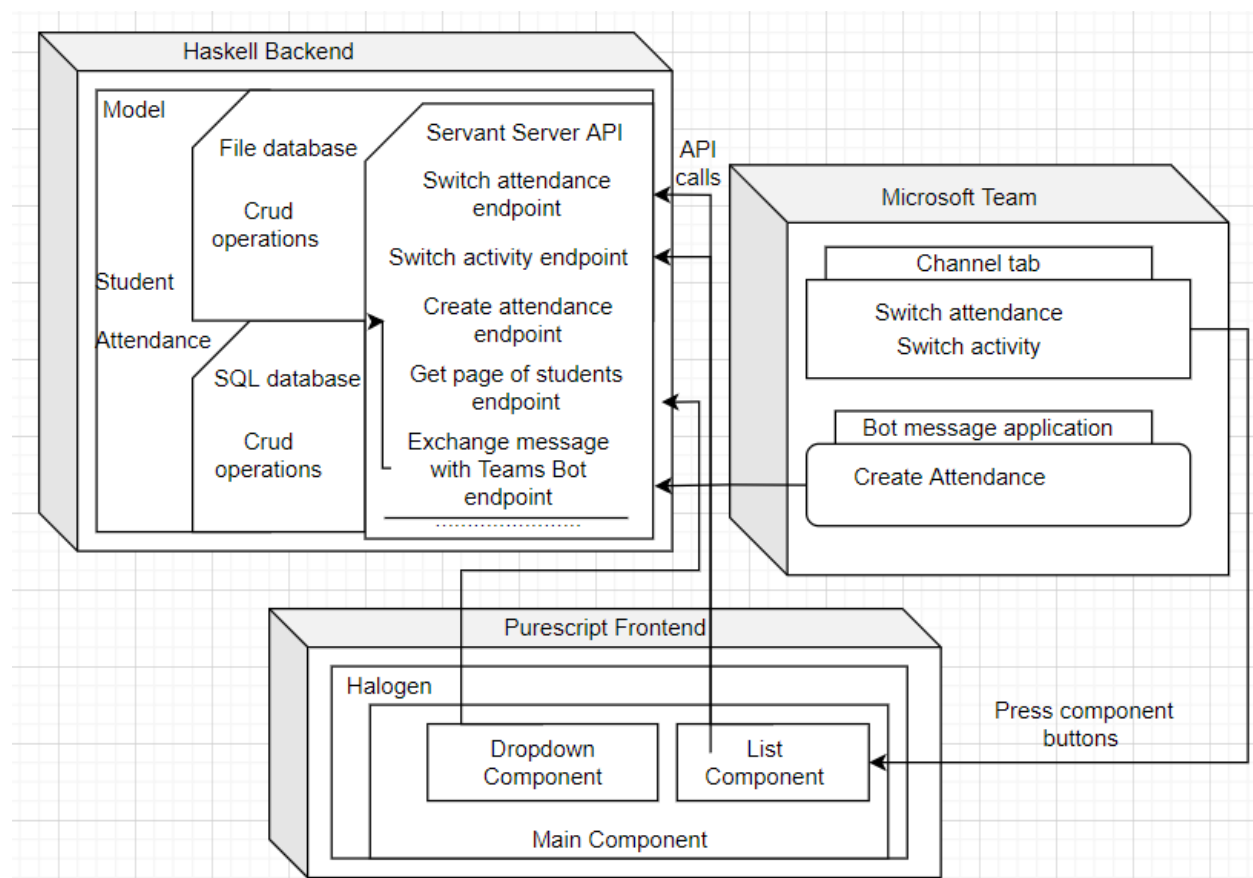 Haskell Backend
Model
File database
Crud
operations
Student
Attendance
SQL database
Crud
operations
Servant Server API
Switch attendance
endpoint
Switch activity endpoint
Create attendance
endpoint
Get page of students
endpoint
Exchange message
with Teams Bot
endpoint
API
calls
Microsoft Team
Channel tab
Switch attendance
Switch activity
Bot message application
Create Attendance
Purescript Frontend
Halogen
Dropdown
Component
List
Component
Main Component
Press component
buttons